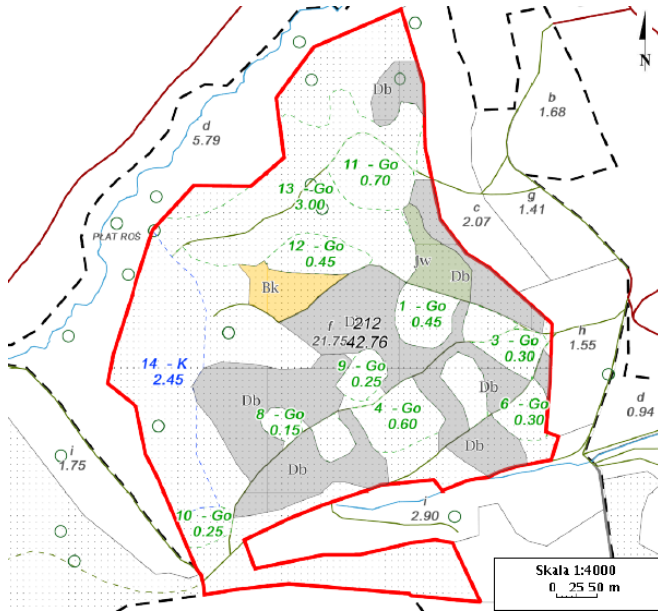 N
Db
b
1.68
d
5.79
11 - Go
0.70
13 - Go
3.00
g
1.41
c
2.07
PŁAT ROŚ
12 - Go
0.45
Jw
Db
Bk
1 - Go
0.45
212
f
21.75
42.76
3 - Go
0.30
h
1.55
14 - K
2.45
9 - Go
0.25
Db
Db
d
0.94
8 - Go
0.15
4 - Go
0.60
6 - Go
0.30
Db
Db
i
1.75
10 - Go
0.25
2.90
Skala 1:4000
0 25 50 m